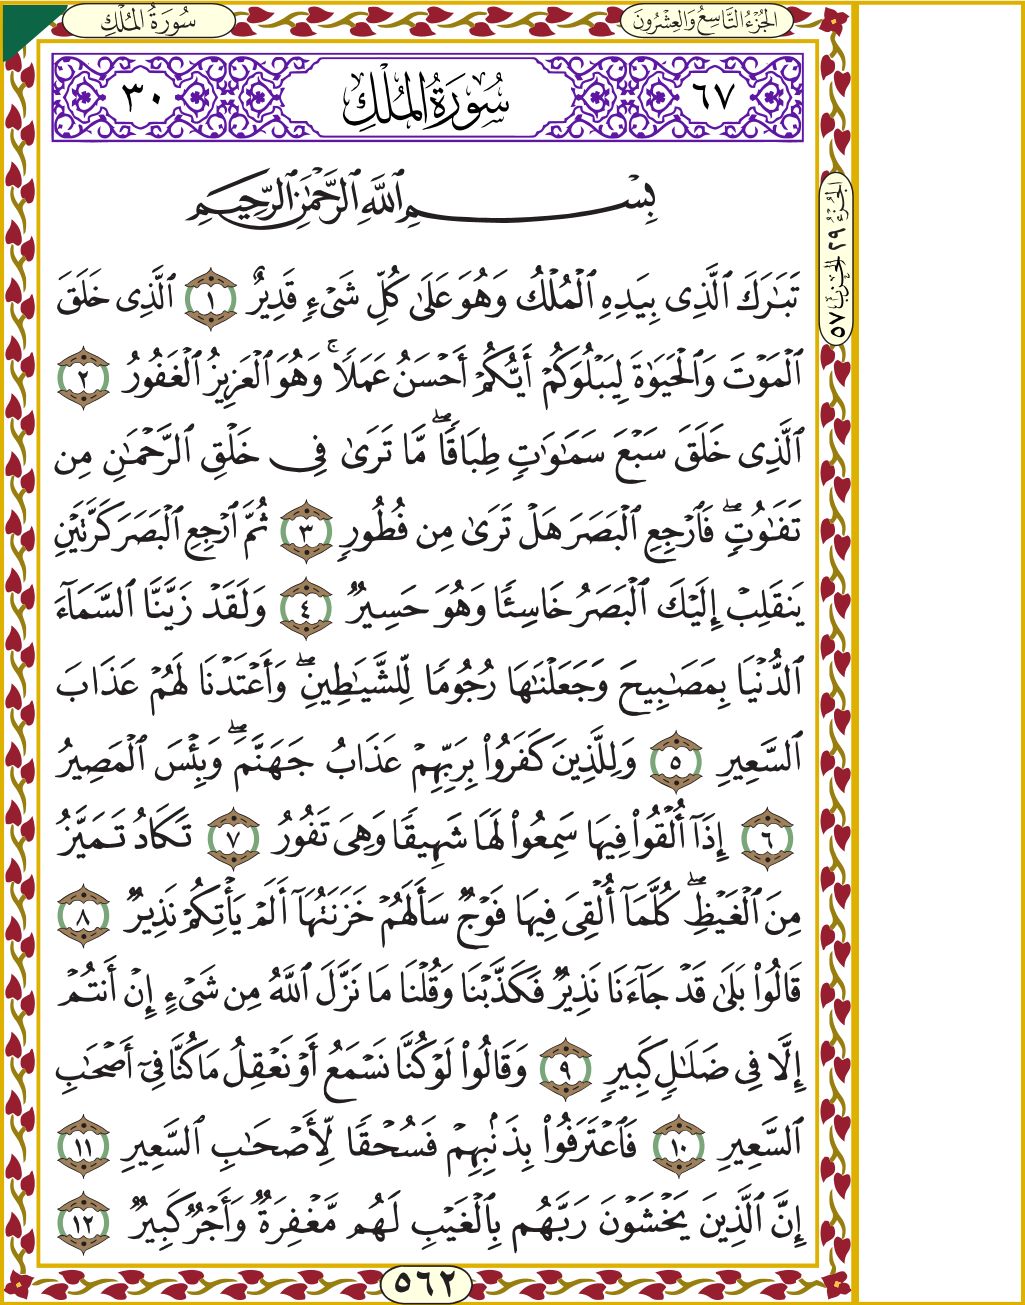 الجُزْءُ التَّاسِعُ وَالعِشْرُونَ
سُورَةُ المُلْكِ
٦٧
سُورَةُ المُلْكِ
٣٠
بِسْمِ ٱللَّهِ ٱلرَّحْمَٰنِ ٱلرَّحِيمِ
تَبَٰرَكَ ٱلَّذِى بِيَدِهِ ٱلْمُلْكُ وَهُوَ عَلَىٰ كُلِّ شَىْءٍ قَدِيرٌ ١ ٱلَّذِى خَلَقَ
ٱلْمَوْتَ وَٱلْحَيَوٰةَ لِيَبْلُوَكُمْ أَيُّكُمْ أَحْسَنُ عَمَلًا ۚ وَهُوَ ٱلْعَزِيزُ ٱلْغَفُورُ ٢
ٱلَّذِى خَلَقَ سَبْعَ سَمَٰوَٰتٍ طِبَاقًا ۖ مَّا تَرَىٰ فِى خَلْقِ ٱلرَّحْمَٰنِ مِن
تَفَٰوُتٍ ۖ فَٱرْجِعِ ٱلْبَصَرَ هَلْ تَرَىٰ مِن فُطُورٍ ٣ ثُمَّ ٱرْجِعِ ٱلْبَصَرَ كَرَّتَيْنِ
يَنقَلِبْ إِلَيْكَ ٱلْبَصَرُ خَاسِئًا وَهُوَ حَسِيرٌ ٤ وَلَقَدْ زَيَّنَّا ٱلسَّمَآءَ
ٱلدُّنْيَا بِمَصَٰبِيحَ وَجَعَلْنَٰهَا رُجُومًا لِّلشَّيَٰطِينِ ۖ وَأَعْتَدْنَا لَهُمْ عَذَابَ
ٱلسَّعِيرِ ٥ وَلِلَّذِينَ كَفَرُوا۟ بِرَبِّهِمْ عَذَابُ جَهَنَّمَ ۖ وَبِئْسَ ٱلْمَصِيرُ
٦ إِذَآ أُلْقُوا۟ فِيهَا سَمِعُوا۟ لَهَا شَهِيقًا وَهِىَ تَفُورُ ٧ تَكَادُ تَمَيَّزُ
مِنَ ٱلْغَيْظِ ۖ كُلَّمَآ أُلْقِىَ فِيهَا فَوْجٌ سَأَلَهُمْ خَزَنَتُهَآ أَلَمْ يَأْتِكُمْ نَذِيرٌ ٨
قَالُوا۟ بَلَىٰ قَدْ جَآءَنَا نَذِيرٌ فَكَذَّبْنَا وَقُلْنَا مَا نَزَّلَ ٱللَّهُ مِن شَىْءٍ إِنْ أَنتُمْ
إِلَّا فِى ضَلَٰلٍ كَبِيرٍ ٩ وَقَالُوا۟ لَوْ كُنَّا نَسْمَعُ أَوْ نَعْقِلُ مَا كُنَّا فِىٓ أَصْحَٰبِ
ٱلسَّعِيرِ ١٠ فَٱعْتَرَفُوا۟ بِذَنۢبِهِمْ فَسُحْقًا لِّأَصْحَٰبِ ٱلسَّعِيرِ ١١
إِنَّ ٱلَّذِينَ يَخْشَوْنَ رَبَّهُم بِٱلْغَيْبِ لَهُم مَّغْفِرَةٌ وَأَجْرٌ كَبِيرٌ ١٢
الجُزْءُ ٢٩ الحِزْبُ ٥٧
٥٦٢